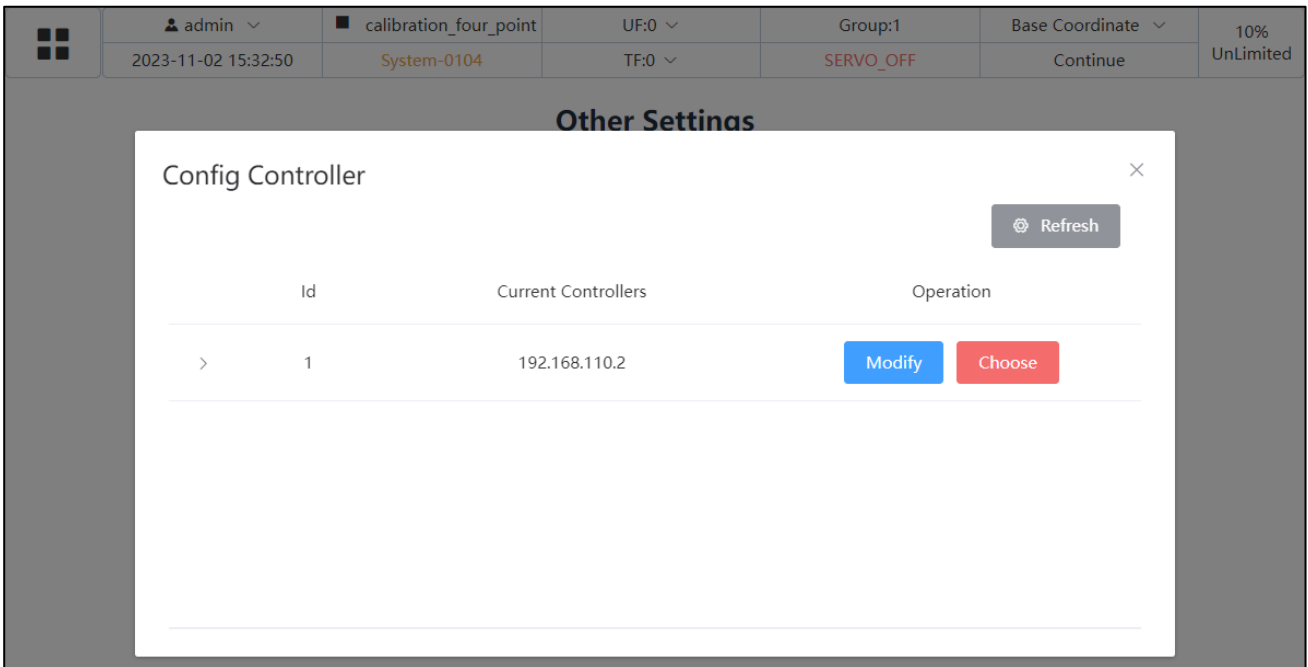 admin calibration_four_point UF:0 Group:1 Base Coordinate 10%
2023-11-02 15:32:50 System-0104 TF:0 SERVO_OFF Continue UnLimited
Other Settings
Config Controller
Refresh
Id Current Controllers Operation
1 192.168.110.2 Modify Choose